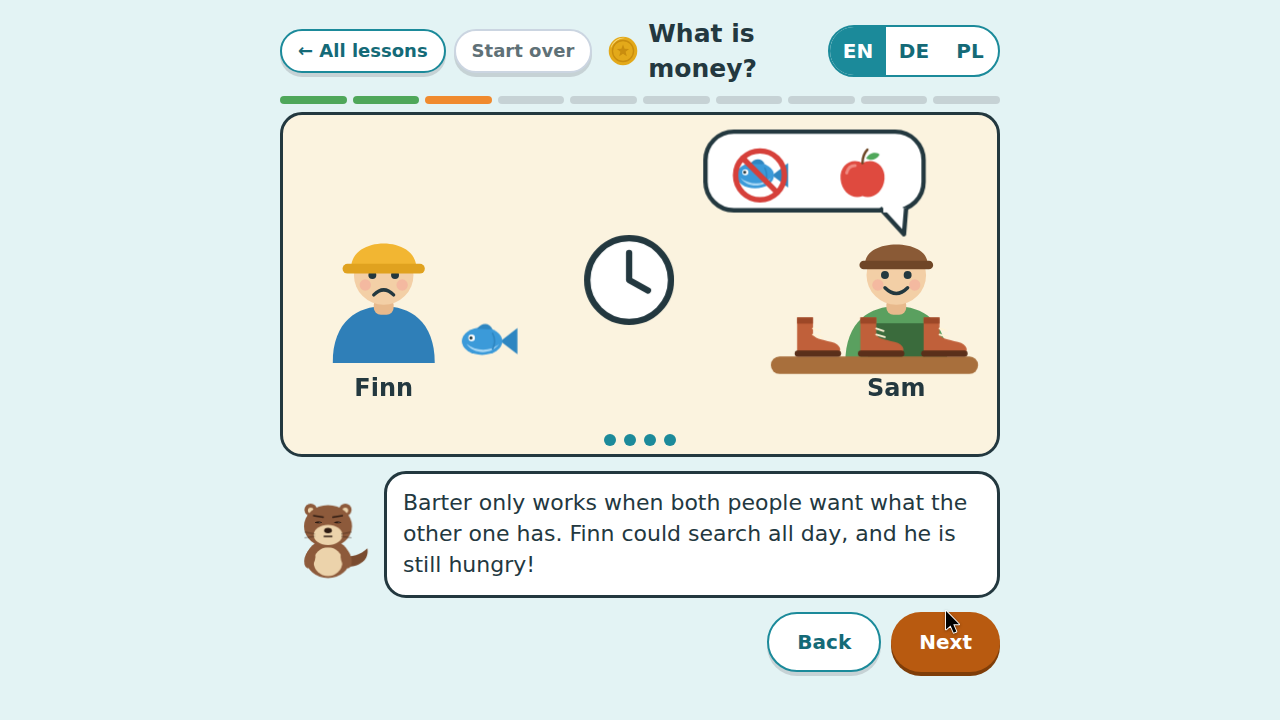 ← All lessons
Start over
What is
money?
EN
DE
PL
Finn
Sam
Barter only works when both people want what the
other one has. Finn could search all day, and he is
still hungry!
Back
Next